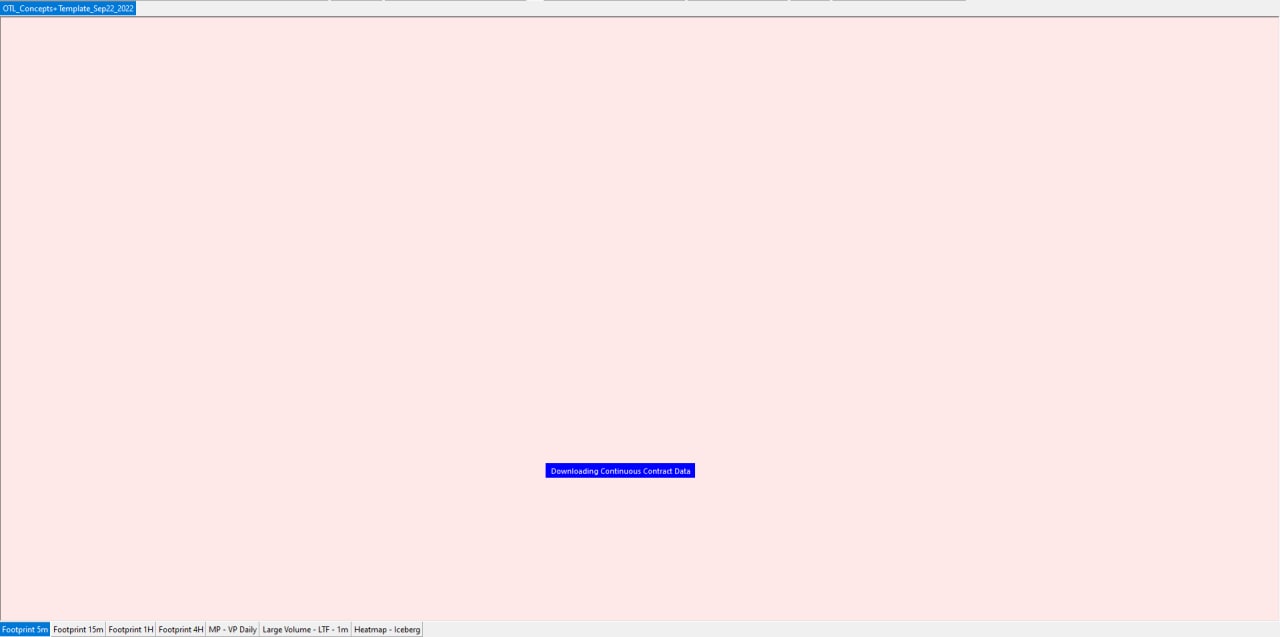 OTL_Concepts+Template_Sep22_2022
Downloading Continuous Contract Data
Footprint 5m Footprint 15m Footprint 1H Footprint 4H MP - VP Daily Large Volume - LTF - 1m Heatmap - Iceberg